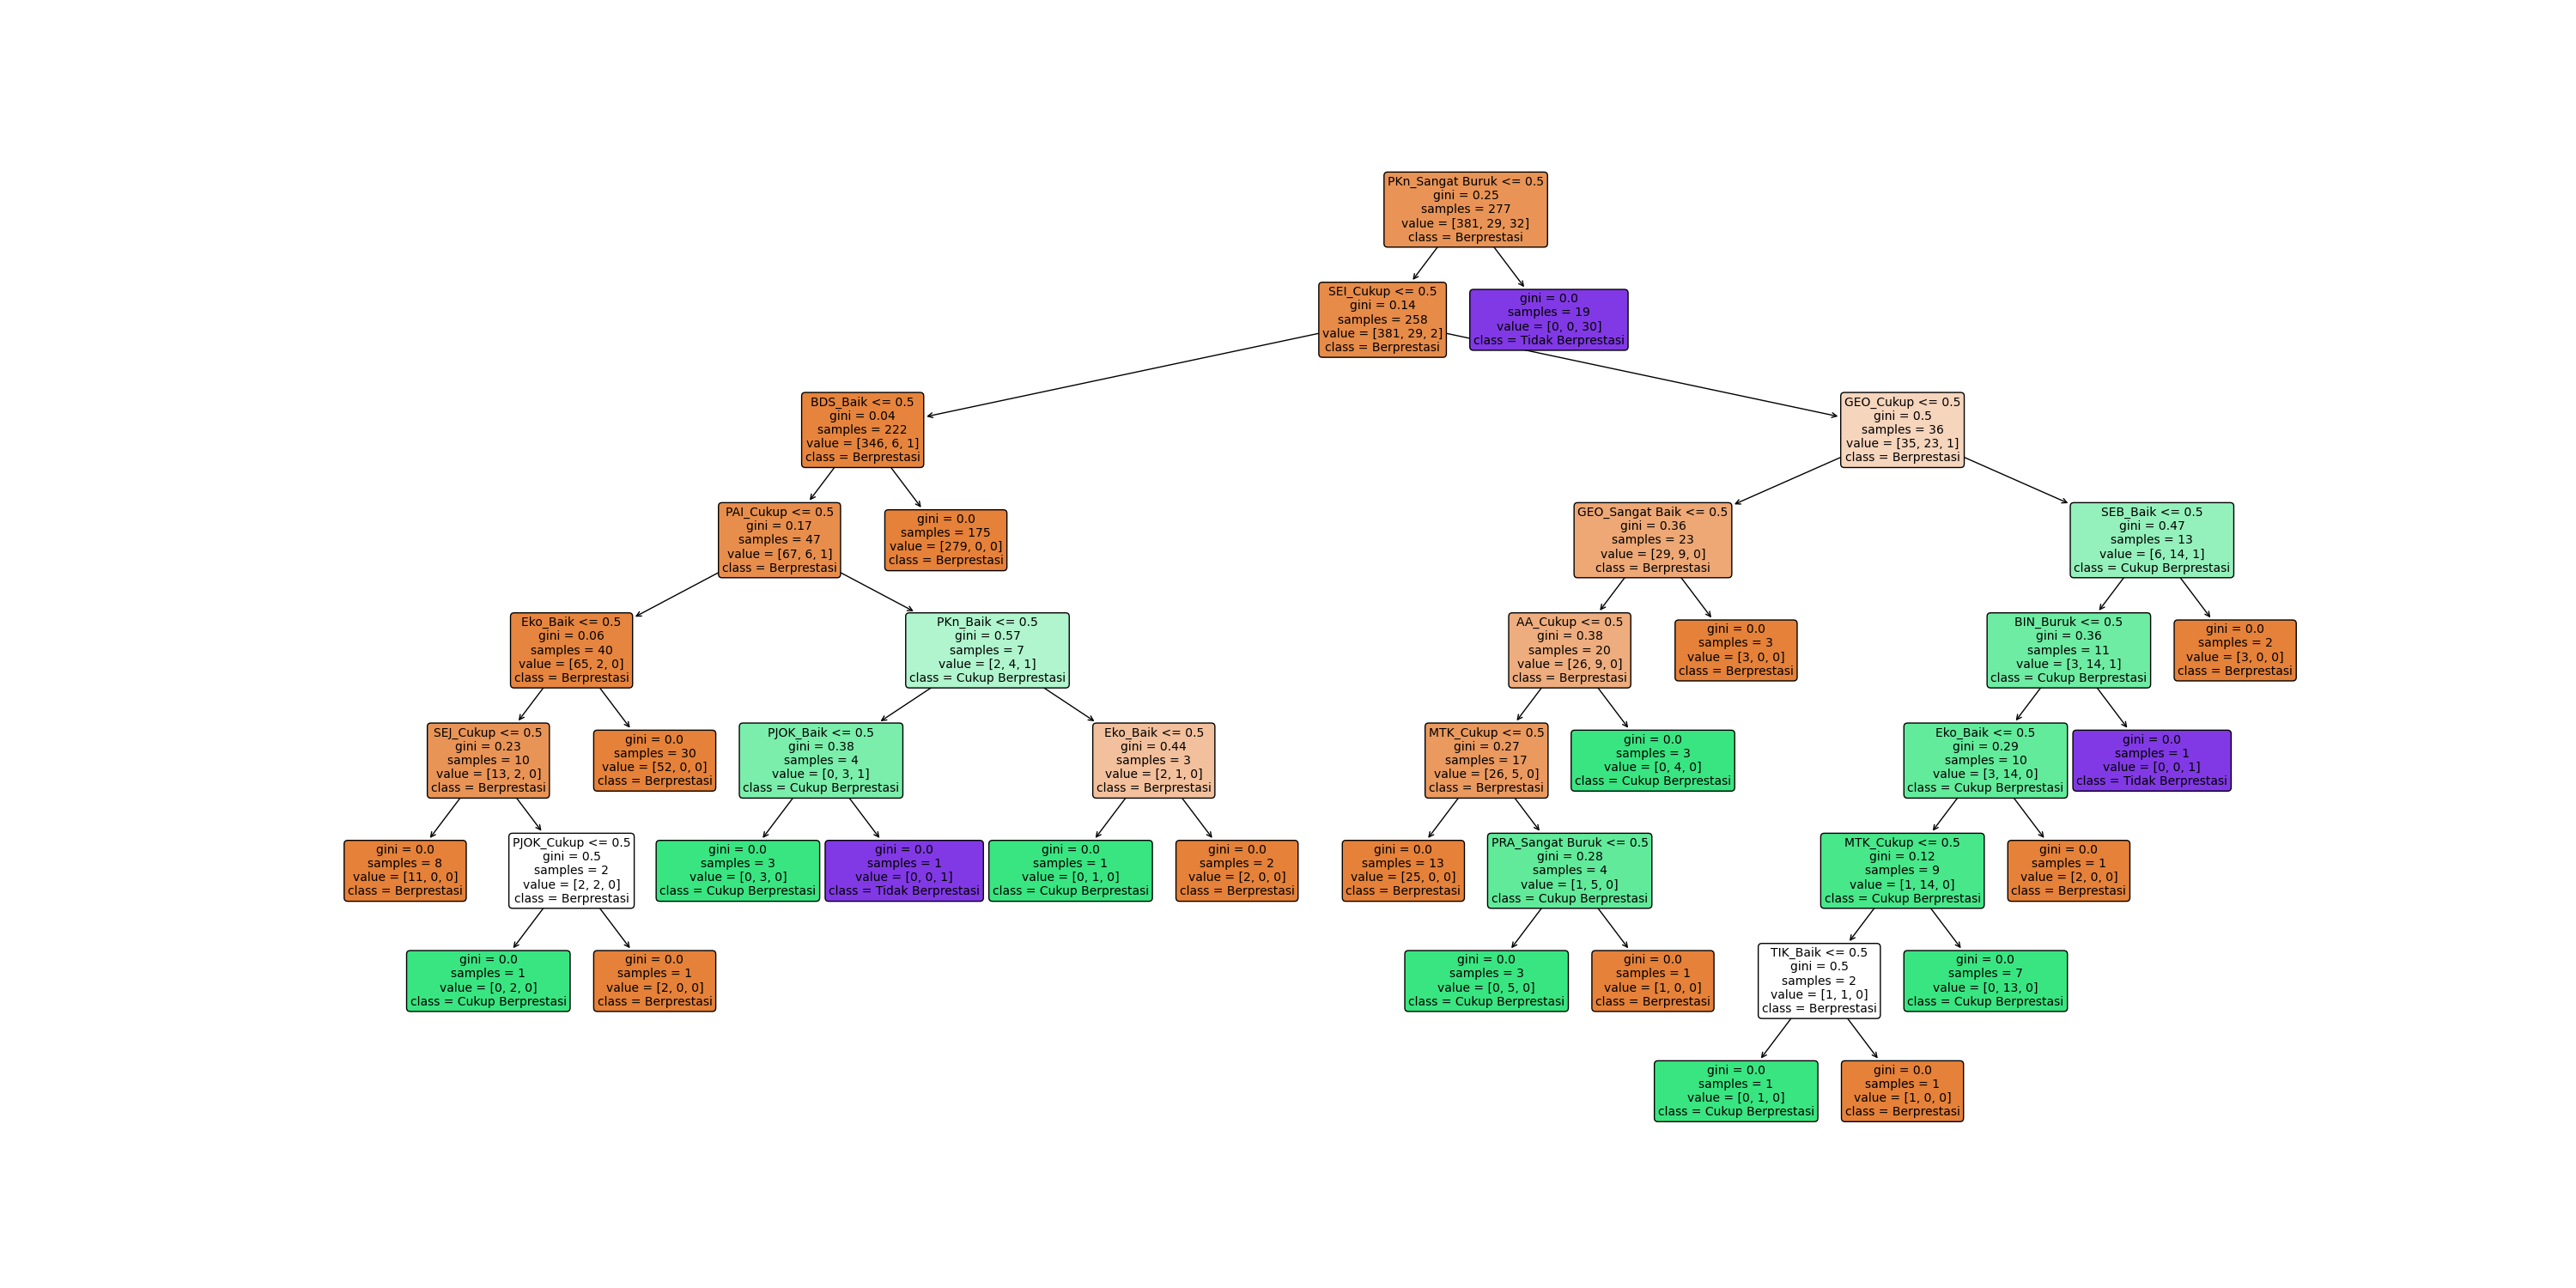 PKn_Sangat Buruk <= 0.5
gini = 0.25
samples = 277
value = [381, 29, 32]
class = Berprestasi
SEI_Cukup <= 0.5
gini = 0.14
samples = 258
value = [381, 29, 2]
class = Berprestasi
gini = 0.0
samples = 19
value = [0, 0, 30]
class = Tidak Berprestasi
BDS_Baik <= 0.5
gini = 0.04
samples = 222
value = [346, 6, 1]
class = Berprestasi
GEO_Cukup <= 0.5
gini = 0.5
samples = 36
value = [35, 23, 1]
class = Berprestasi
PAI_Cukup <= 0.5
gini = 0.17
samples = 47
value = [67, 6, 1]
class = Berprestasi
gini = 0.0
samples = 175
value = [279, 0, 0]
class = Berprestasi
GEO_Sangat Baik <= 0.5
gini = 0.36
samples = 23
value = [29, 9, 0]
class = Berprestasi
SEB_Baik <= 0.5
gini = 0.47
samples = 13
value = [6, 14, 1]
class = Cukup Berprestasi
Eko_Baik <= 0.5
gini = 0.06
samples = 40
value = [65, 2, 0]
class = Berprestasi
PKn_Baik <= 0.5
gini = 0.57
samples = 7
value = [2, 4, 1]
class = Cukup Berprestasi
AA_Cukup <= 0.5
gini = 0.38
samples = 20
value = [26, 9, 0]
class = Berprestasi
gini = 0.0
samples = 3
value = [3, 0, 0]
class = Berprestasi
BIN_Buruk <= 0.5
gini = 0.36
samples = 11
value = [3, 14, 1]
class = Cukup Berprestasi
gini = 0.0
samples = 2
value = [3, 0, 0]
class = Berprestasi
SEJ_Cukup <= 0.5
gini = 0.23
samples = 10
value = [13, 2, 0]
class = Berprestasi
gini = 0.0
samples = 30
value = [52, 0, 0]
class = Berprestasi
PJOK_Baik <= 0.5
gini = 0.38
samples = 4
value = [0, 3, 1]
class = Cukup Berprestasi
Eko_Baik <= 0.5
gini = 0.44
samples = 3
value = [2, 1, 0]
class = Berprestasi
MTK_Cukup <= 0.5
gini = 0.27
samples = 17
value = [26, 5, 0]
class = Berprestasi
gini = 0.0
samples = 3
value = [0, 4, 0]
class = Cukup Berprestasi
Eko_Baik <= 0.5
gini = 0.29
samples = 10
value = [3, 14, 0]
class = Cukup Berprestasi
gini = 0.0
samples = 1
value = [0, 0, 1]
class = Tidak Berprestasi
gini = 0.0
samples = 8
value = [11, 0, 0]
class = Berprestasi
PJOK_Cukup <= 0.5
gini = 0.5
samples = 2
value = [2, 2, 0]
class = Berprestasi
gini = 0.0
samples = 3
value = [0, 3, 0]
class = Cukup Berprestasi
gini = 0.0
samples = 1
value = [0, 0, 1]
class = Tidak Berprestasi
gini = 0.0
samples = 1
value = [0, 1, 0]
class = Cukup Berprestasi
gini = 0.0
samples = 2
value = [2, 0, 0]
class = Berprestasi
gini = 0.0
samples = 13
value = [25, 0, 0]
class = Berprestasi
PRA_Sangat Buruk <= 0.5
gini = 0.28
samples = 4
value = [1, 5, 0]
class = Cukup Berprestasi
MTK_Cukup <= 0.5
gini = 0.12
samples = 9
value = [1, 14, 0]
class = Cukup Berprestasi
gini = 0.0
samples = 1
value = [2, 0, 0]
class = Berprestasi
gini = 0.0
samples = 1
value = [0, 2, 0]
class = Cukup Berprestasi
gini = 0.0
samples = 1
value = [2, 0, 0]
class = Berprestasi
gini = 0.0
samples = 3
value = [0, 5, 0]
class = Cukup Berprestasi
gini = 0.0
samples = 1
value = [1, 0, 0]
class = Berprestasi
TIK_Baik <= 0.5
gini = 0.5
samples = 2
value = [1, 1, 0]
class = Berprestasi
gini = 0.0
samples = 7
value = [0, 13, 0]
class = Cukup Berprestasi
gini = 0.0
samples = 1
value = [0, 1, 0]
class = Cukup Berprestasi
gini = 0.0
samples = 1
value = [1, 0, 0]
class = Berprestasi